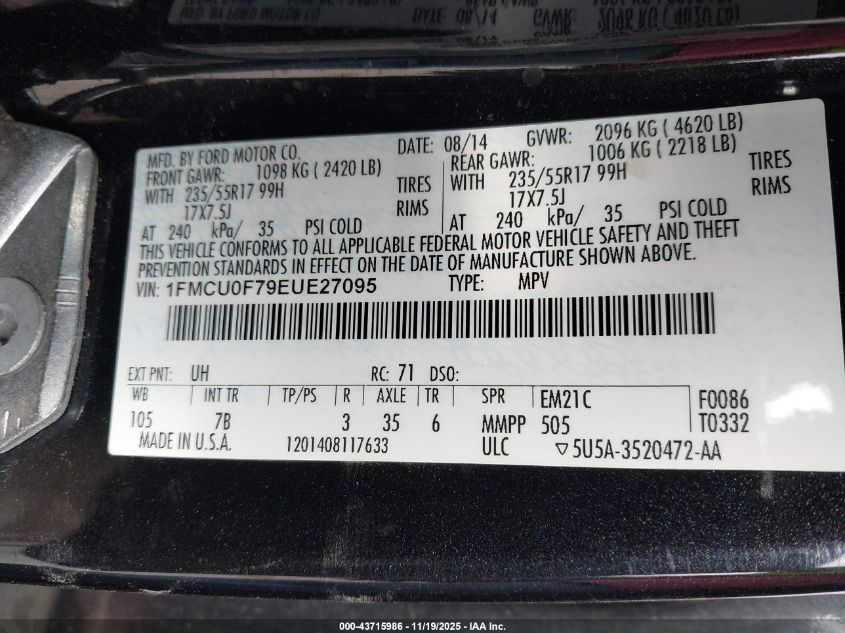 MFD. BY FORD MOTOR CO. DATE: 08/14 GVWR: 2096 KG ( 4620 LB)
FRONT GAWR: 1098 KG ( 2420 LB) REAR GAWR: 1006 KG ( 2218 LB)
WITH 235/55R17 99H TIRES WITH 235/55R17 99H TIRES
17X7.5J RIMS 17X7.5J RIMS
AT 240 kPa/ 35 PSI COLD AT 240 kPa/ 35 PSI COLD
THIS VEHICLE CONFORMS TO ALL APPLICABLE FEDERAL MOTOR VEHICLE SAFETY AND THEFT
PREVENTION STANDARDS IN EFFECT ON THE DATE OF MANUFACTURE SHOWN ABOVE.
VIN: 1FMCU0F79EUE27095 TYPE: MPV
EXT PNT: UH RC: 71 DSO:
WB INT TR TP/PS R AXLE TR SPR EM21C F0086
105 7B 3 35 6 MMPP 505 T0332
MADE IN U.S.A. 1201408117633 ULC ▽5U5A-3520472-AA
000-43715986 - 11/19/2025 - IAA Inc.